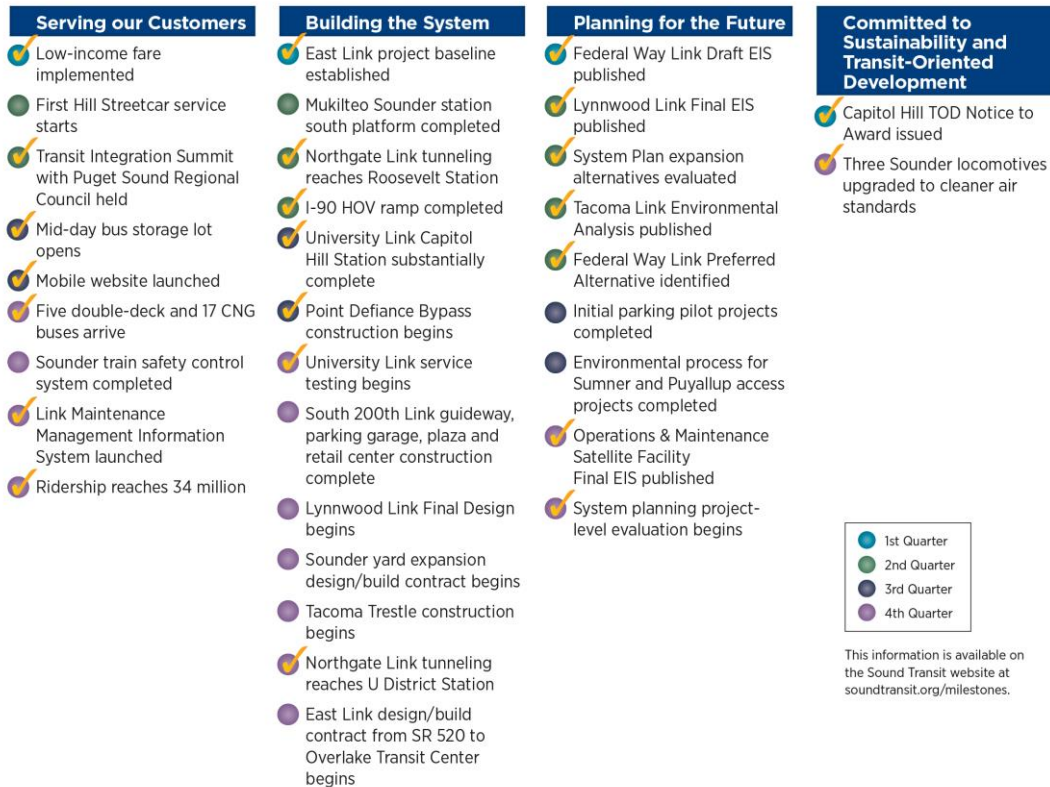 Serving our Customers
Low-income fare
implemented
First Hill Streetcar service
starts
Transit Integration Summit
with Puget Sound Regional
Council held
Mid-day bus storage lot
opens
Mobile website launched
Five double-deck and 17 CNG
buses arrive
Sounder train safety control
system completed
Link Maintenance
Management Information
System launched
Ridership reaches 34 million
Building the System
East Link project baseline
established
Mukilteo Sounder station
south platform completed
Northgate Link tunneling
reaches Roosevelt Station
I-90 HOV ramp completed
University Link Capitol
Hill Station substantially
complete
Point Defiance Bypass
construction begins
University Link service
testing begins
South 200th Link guideway,
parking garage, plaza and
retail center construction
complete
Lynnwood Link Final Design
begins
Sounder yard expansion
design/build contract begins
Tacoma Trestle construction
begins
Northgate Link tunneling
reaches U District Station
East Link design/build
contract from SR 520 to
Overlake Transit Center
begins
Planning for the Future
Federal Way Link Draft EIS
published
Lynnwood Link Final EIS
published
System Plan expansion
alternatives evaluated
Tacoma Link Environmental
Analysis published
Federal Way Link Preferred
Alternative identified
Initial parking pilot projects
completed
Environmental process for
Sumner and Puyallup access
projects completed
Operations & Maintenance
Satellite Facility
Final EIS published
System planning project-
level evaluation begins
Committed to
Sustainability and
Transit-Oriented
Development
Capitol Hill TOD Notice to
Award issued
Three Sounder locomotives
upgraded to cleaner air
standards
1st Quarter
2nd Quarter
3rd Quarter
4th Quarter
This information is available on
the Sound Transit website at
soundtransit.org/milestones.